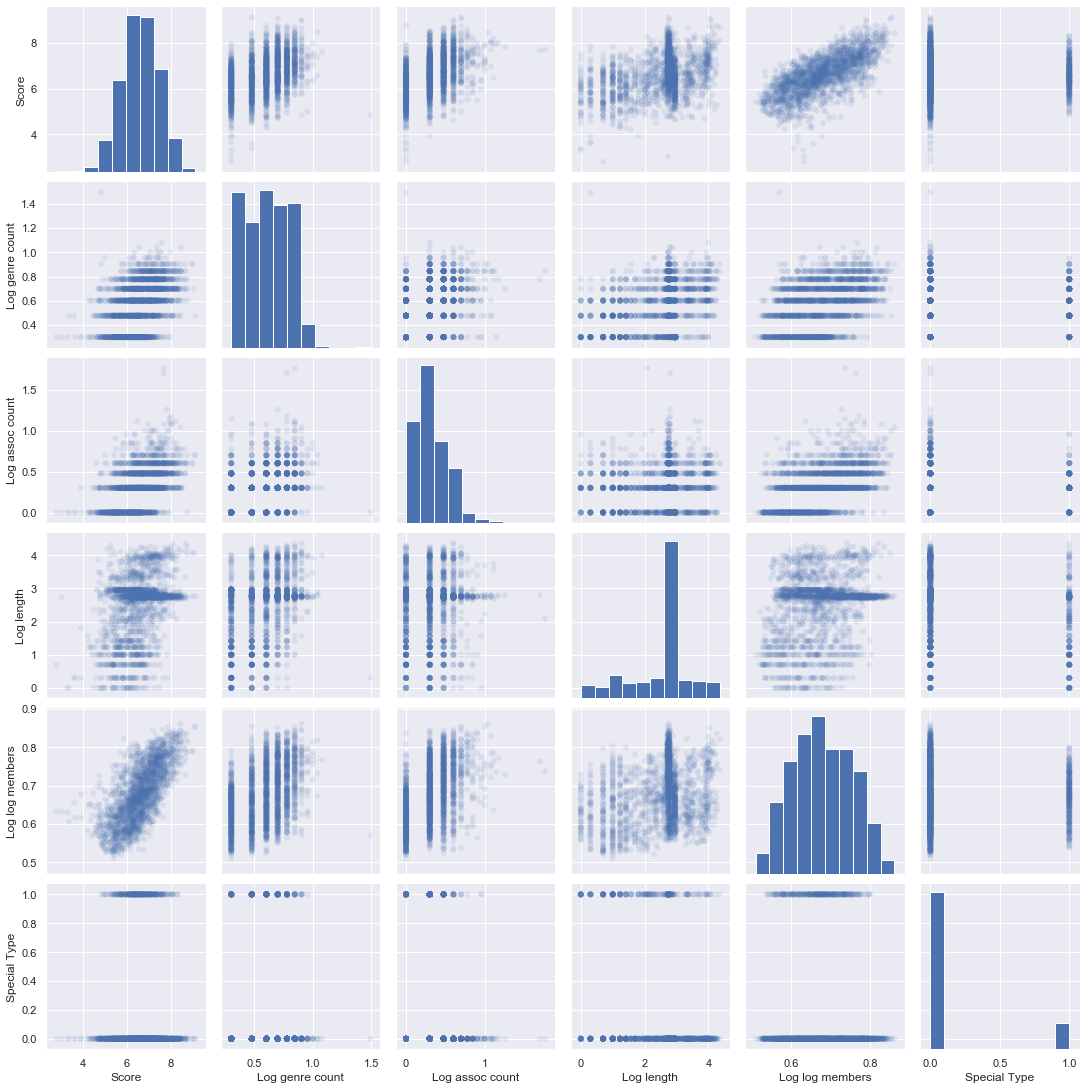 8
6
4
Score
1.4
1.2
1.0
0.8
0.6
0.4
Log genre count
1.5
1.0
0.5
0.0
Log assoc count
4
3
2
1
0
Log length
0.9
0.8
0.7
0.6
0.5
Log log members
1.0
0.8
0.6
0.4
0.2
0.0
Special Type
4 6 8
0.5 1.0 1.5
0 1
0 2 4
0.6 0.8
0.0 0.5 1.0
Score
Log genre count
Log assoc count
Log length
Log log members
Special Type